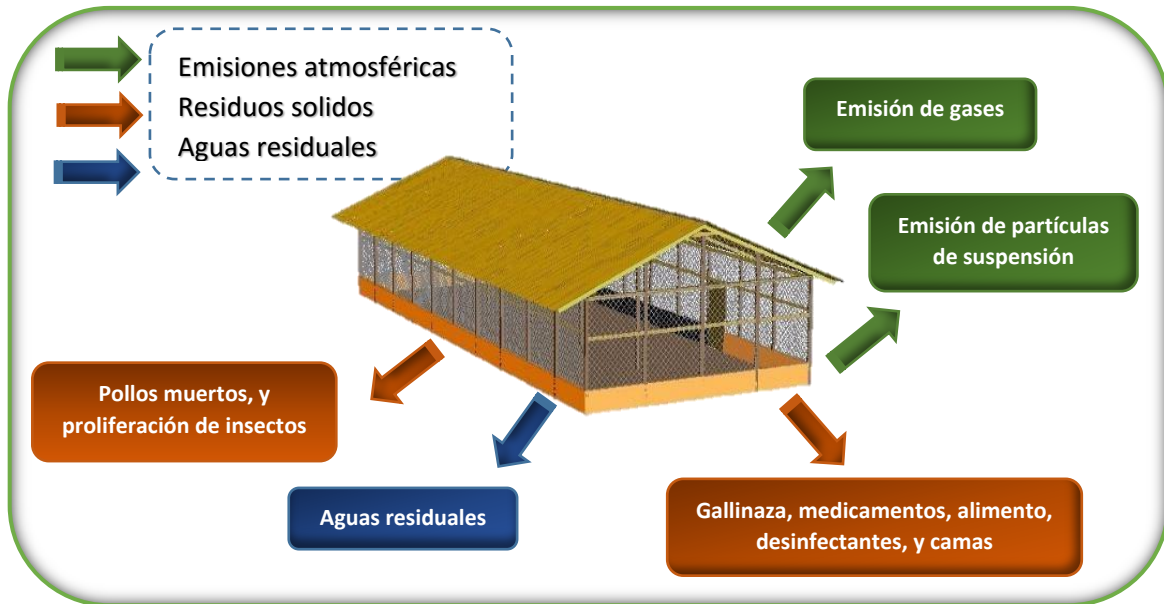 Emisiones atmosféricas
Residuos solidos
Aguas residuales
Emisión de gases
Emisión de partículas
de suspensión
Pollos muertos, y
proliferación de insectos
Aguas residuales
Gallinaza, medicamentos, alimento,
desinfectantes, y camas